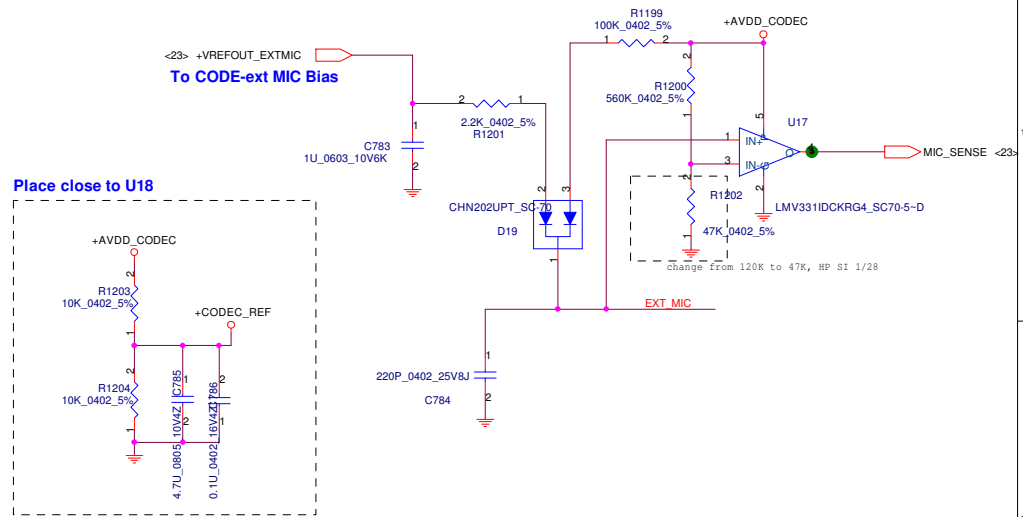 R1199
100K_0402_5%
1
2
+AVDD_CODEC
<23> +VREFOUT_EXTMIC
To CODE-ext MIC Bias
2
R1200
560K_0402_5%
1
2
1
2.2K_0402_5%
R1201
5
U17
P
1
IN+
O
MIC_SENSE <23>
3
IN-
G
2
LMV331IDCKRG4_SC70-5~D
1
C783
1U_0603_10V6K
2
Place close to U18
2
R1202
47K_0402_5%
1
change from 120K to 47K, HP SI 1/28
2
3
CHN202UPT_SC-70
D19
1
+AVDD_CODEC
2
R1203
10K_0402_5%
1
+CODEC_REF
EXT_MIC
2
R1204
10K_0402_5%
1
1
C785
2
4.7U_0805_10V4Z
2
C786
1
0.1U_0402_16V4Z
1
220P_0402_25V8J
2
C784